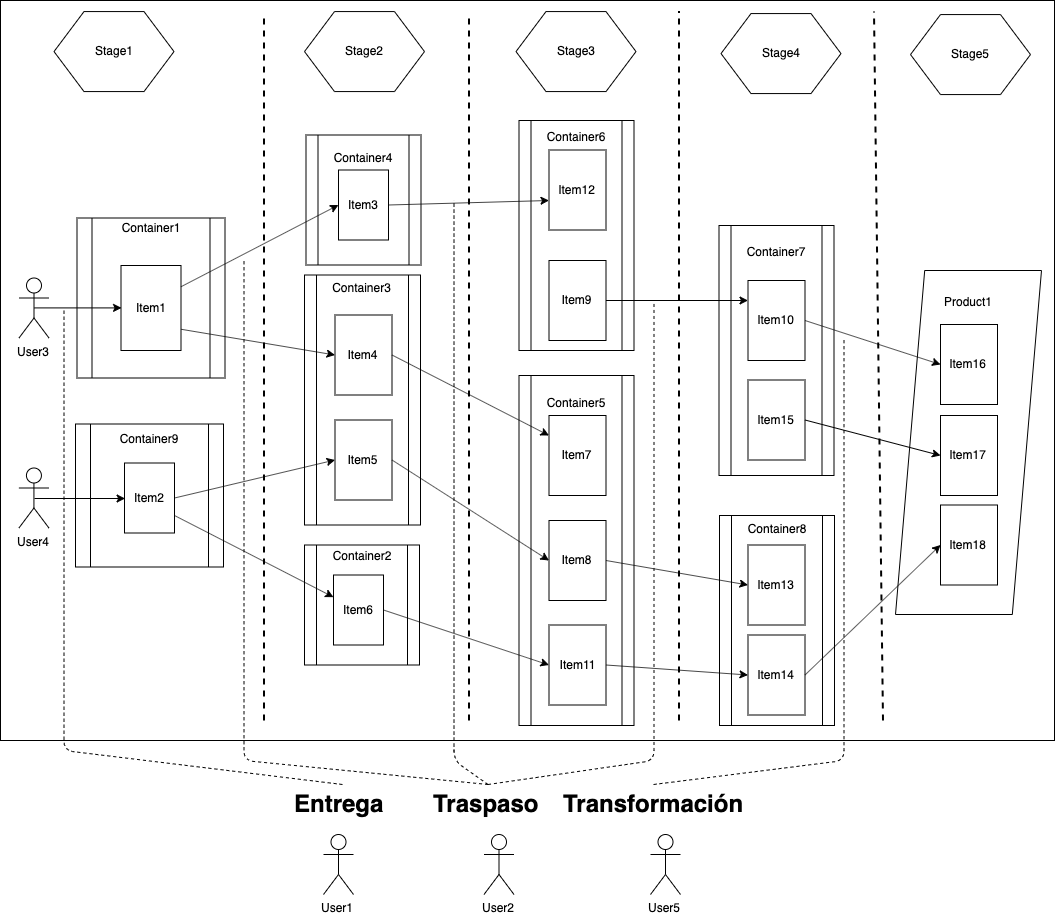 Stage1
Stage2
Stage3
Stage4
Stage5
Container1
Item1
User3
Container9
Item2
User4
Container4
Item3
Container3
Item4
Item5
Container2
Item6
Container6
Item12
Item9
Container5
Item7
Item8
Item11
Container7
Item10
Item15
Container8
Item13
Item14
Product1
Item16
Item17
Item18
Entrega
Traspaso
Transformación
User1
User2
User5